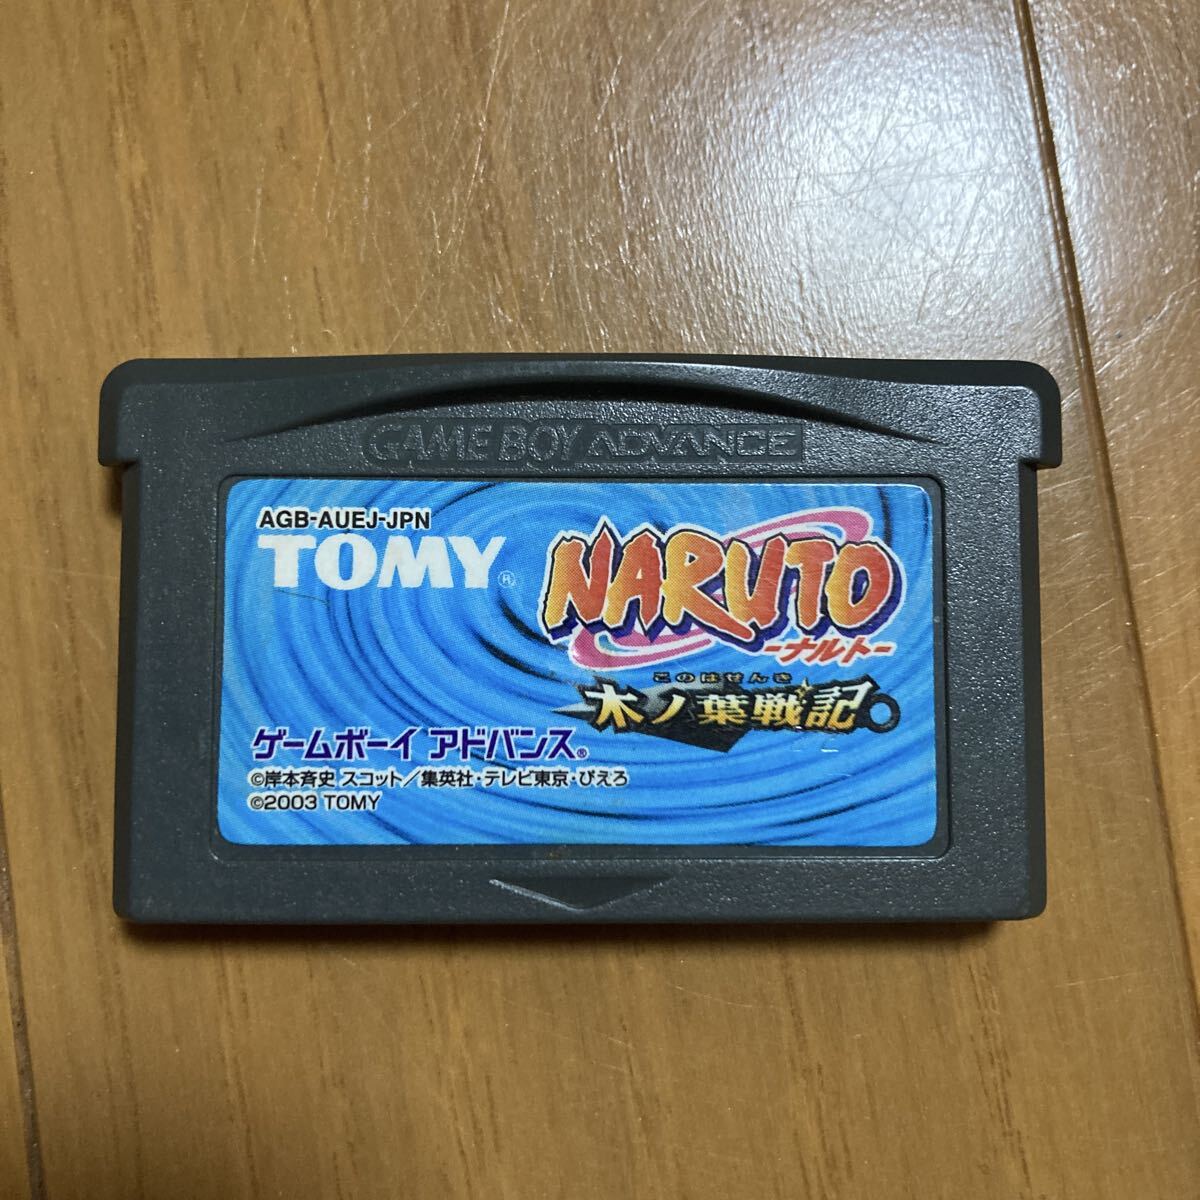 GAME BOY ADVANCE
AGB-AUEJ-JPN
TOMY®
NARUTO
-ナルト-
このはせんき
木ノ葉戦記
ゲームボーイ アドバンス®
©岸本斉史 スコット/集英社・テレビ東京・ぴえろ
©2003 TOMY